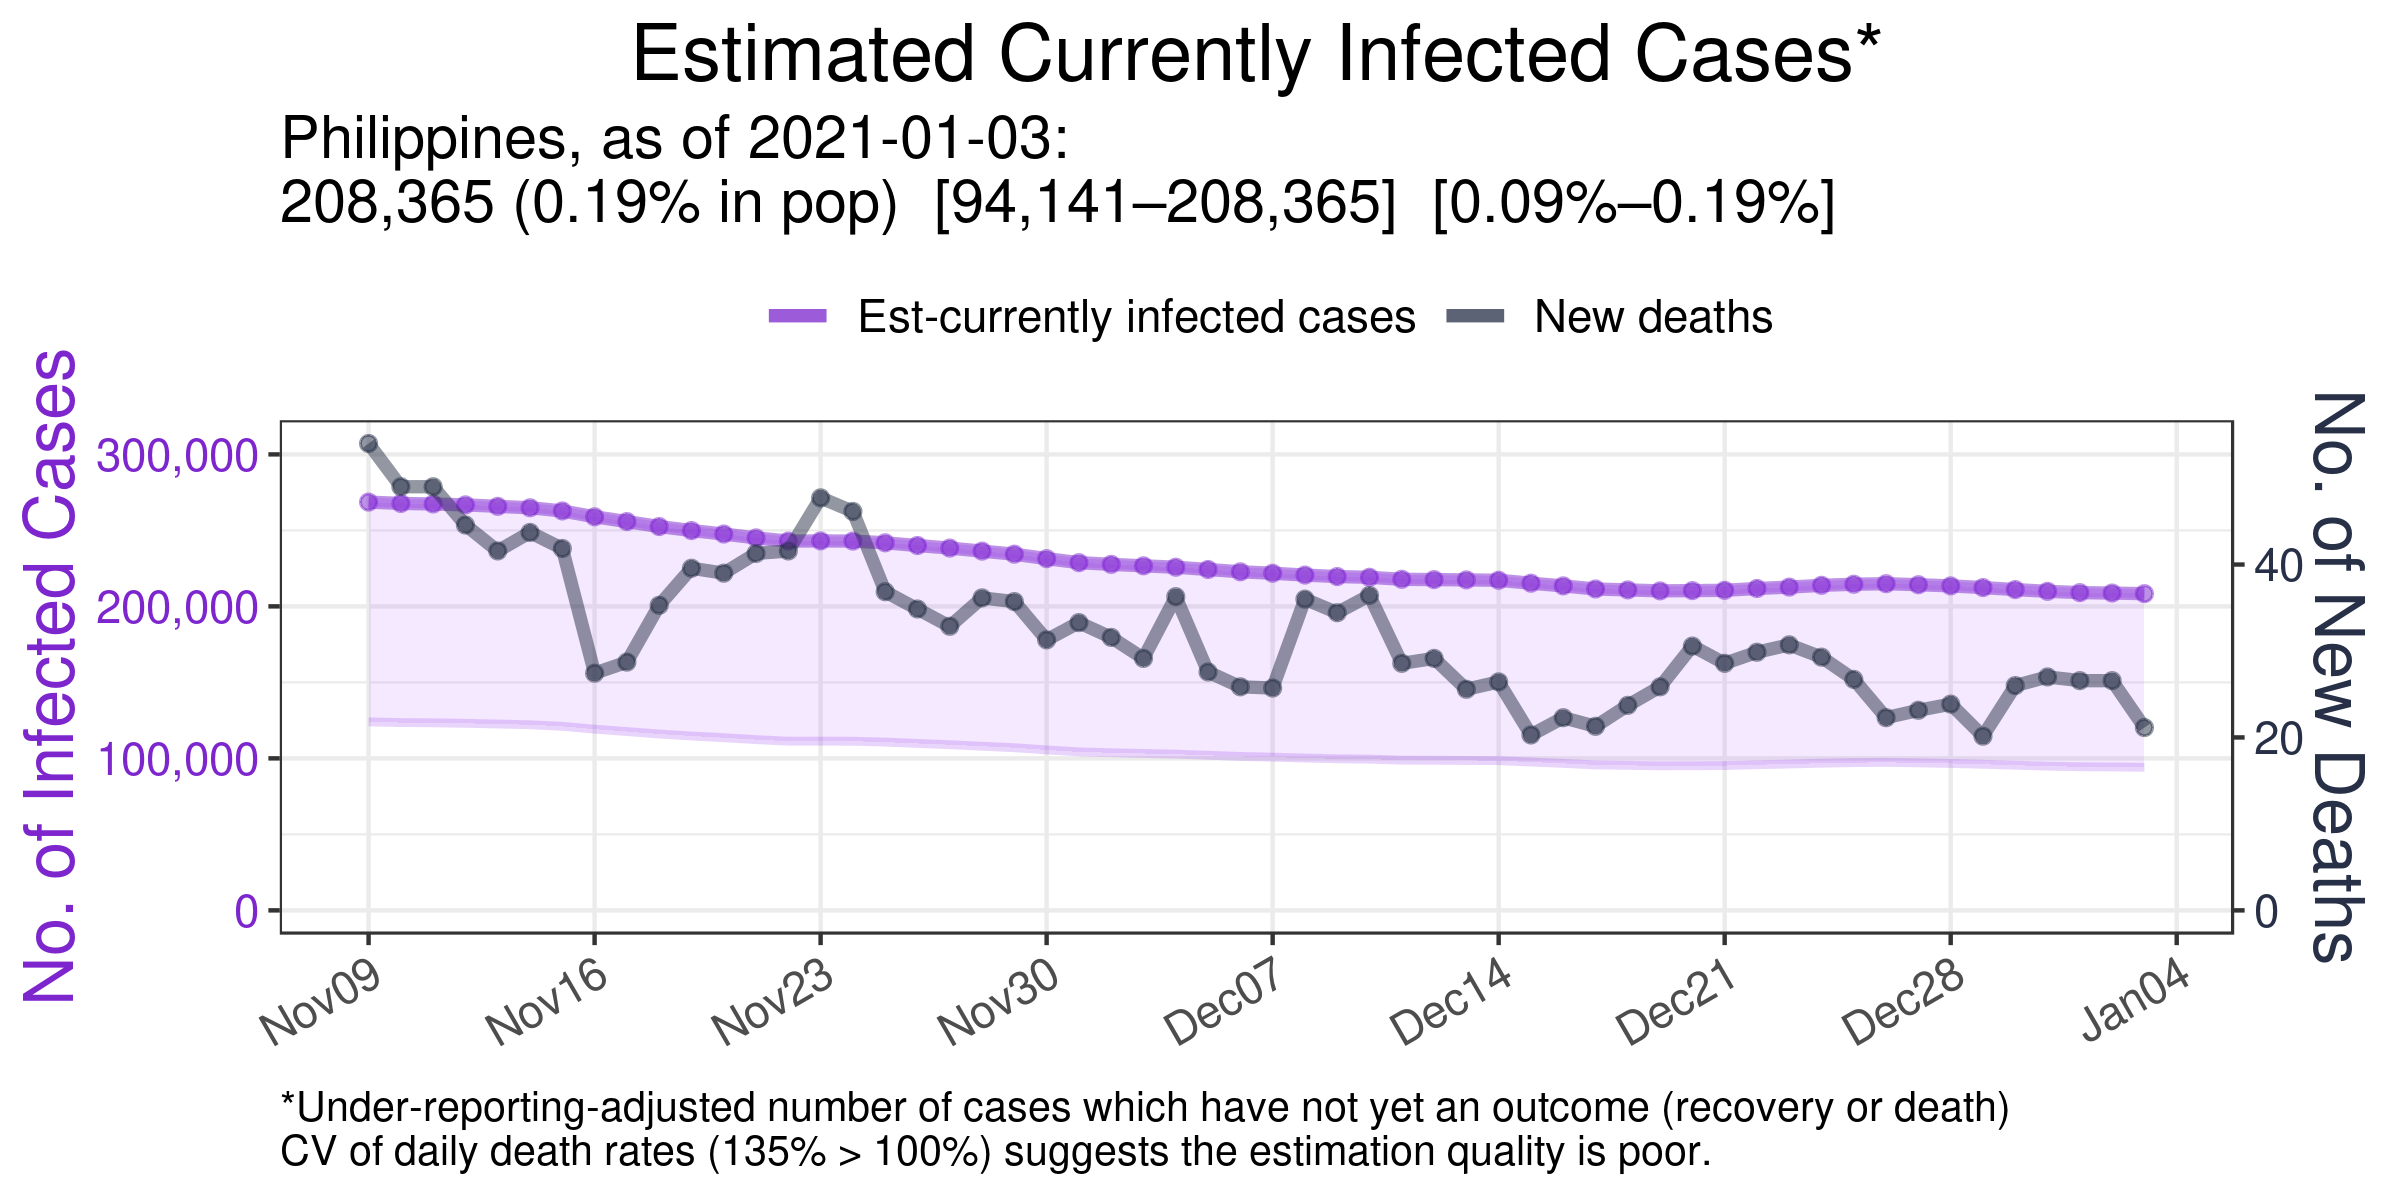 Estimated Currently Infected Cases*
Philippines, as of 2021-01-03:
208,365 (0.19% in pop)  [94,141–208,365]  [0.09%–0.19%]
Est-currently infected cases
New deaths
No. of Infected Cases
300,000
200,000
100,000
0
No. of New Deaths
40
20
0
Nov09
Nov16
Nov23
Nov30
Dec07
Dec14
Dec21
Dec28
Jan04
*Under-reporting-adjusted number of cases which have not yet an outcome (recovery or death)
CV of daily death rates (135% > 100%) suggests the estimation quality is poor.